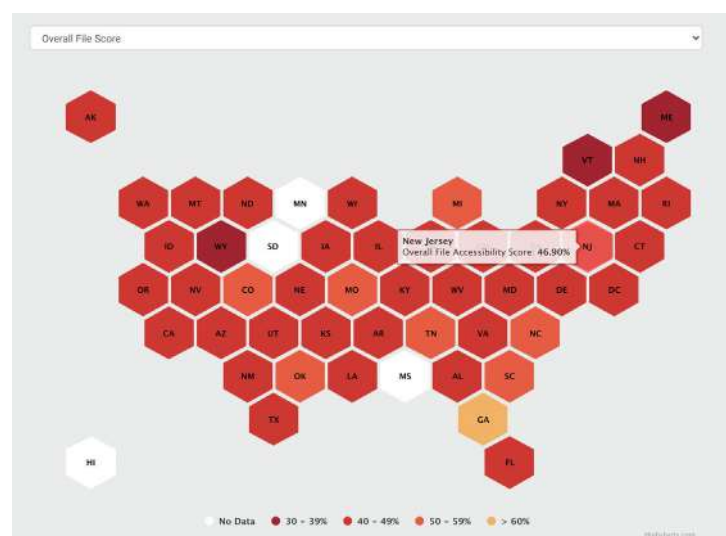 Overall File Score
AK
ME
VT
NH
WA MT ND MN WI MI NY MA RI
ID WY SD IA IL NJ CT
New Jersey
Overall File Accessibility Score: 46.90%
OR NV CO NE MO KY WV MD DE DC
CA AZ UT KS AR TN VA NC
NM OK LA MS AL SC
TX GA
HI FL
No Data 30 - 39% 40 - 49% 50 - 59% > 60%